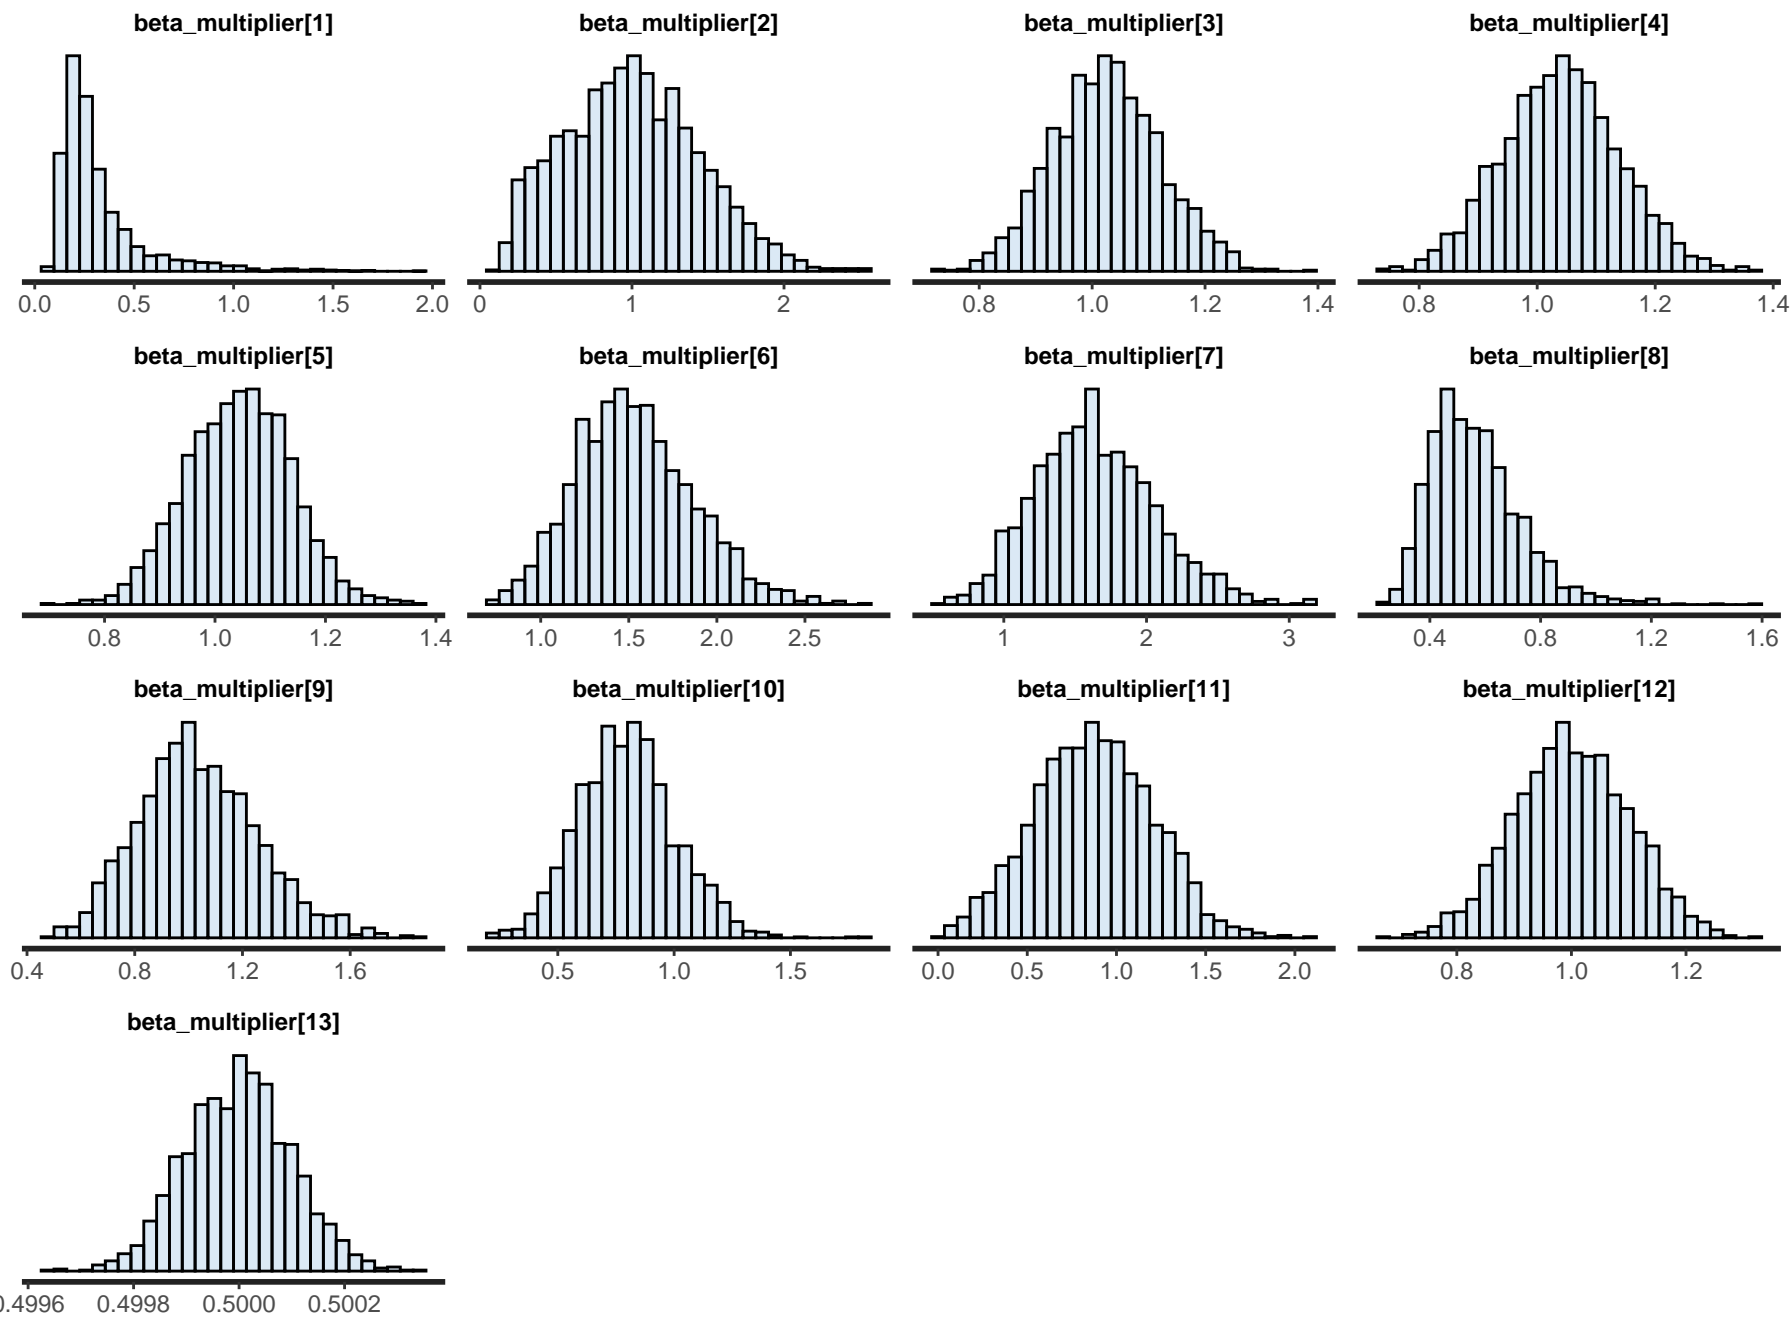 beta_multiplier[1] beta_multiplier[2] beta_multiplier[3] beta_multiplier[4]
0.0 0.5 1.0 1.5 2.0 0 1 2 0.8 1.0 1.2 1.4 0.8 1.0 1.2 1.4
beta_multiplier[5] beta_multiplier[6] beta_multiplier[7] beta_multiplier[8]
0.8 1.0 1.2 1.4 1.0 1.5 2.0 2.5 1 2 3 0.4 0.8 1.2 1.6
beta_multiplier[9] beta_multiplier[10] beta_multiplier[11] beta_multiplier[12]
0.4 0.8 1.2 1.6 0.5 1.0 1.5 0.0 0.5 1.0 1.5 2.0 0.8 1.0 1.2
beta_multiplier[13]
0.4996 0.4998 0.5000 0.5002